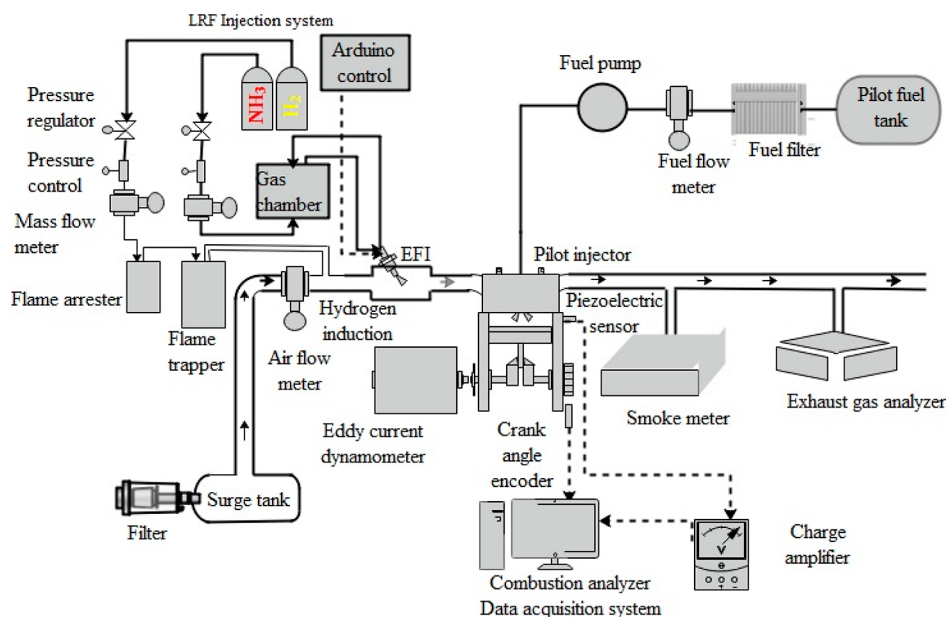 LRF Injection system
Arduino
control
Fuel pump
Pilot fuel
tank
Pressure
regulator
NH3
H2
Fuel flow
meter
Fuel filter
Pressure
control
Gas
chamber
Mass flow
meter
EFI
Pilot injector
Flame arrester
Hydrogen
induction
Piezoelectric
sensor
Flame
trapper
Air flow
meter
Smoke meter
Exhaust gas analyzer
Eddy current
dynamometer
Crank
angle
encoder
Surge tank
Filter
V
+
-
Charge
amplifier
Combustion analyzer
Data acquisition system